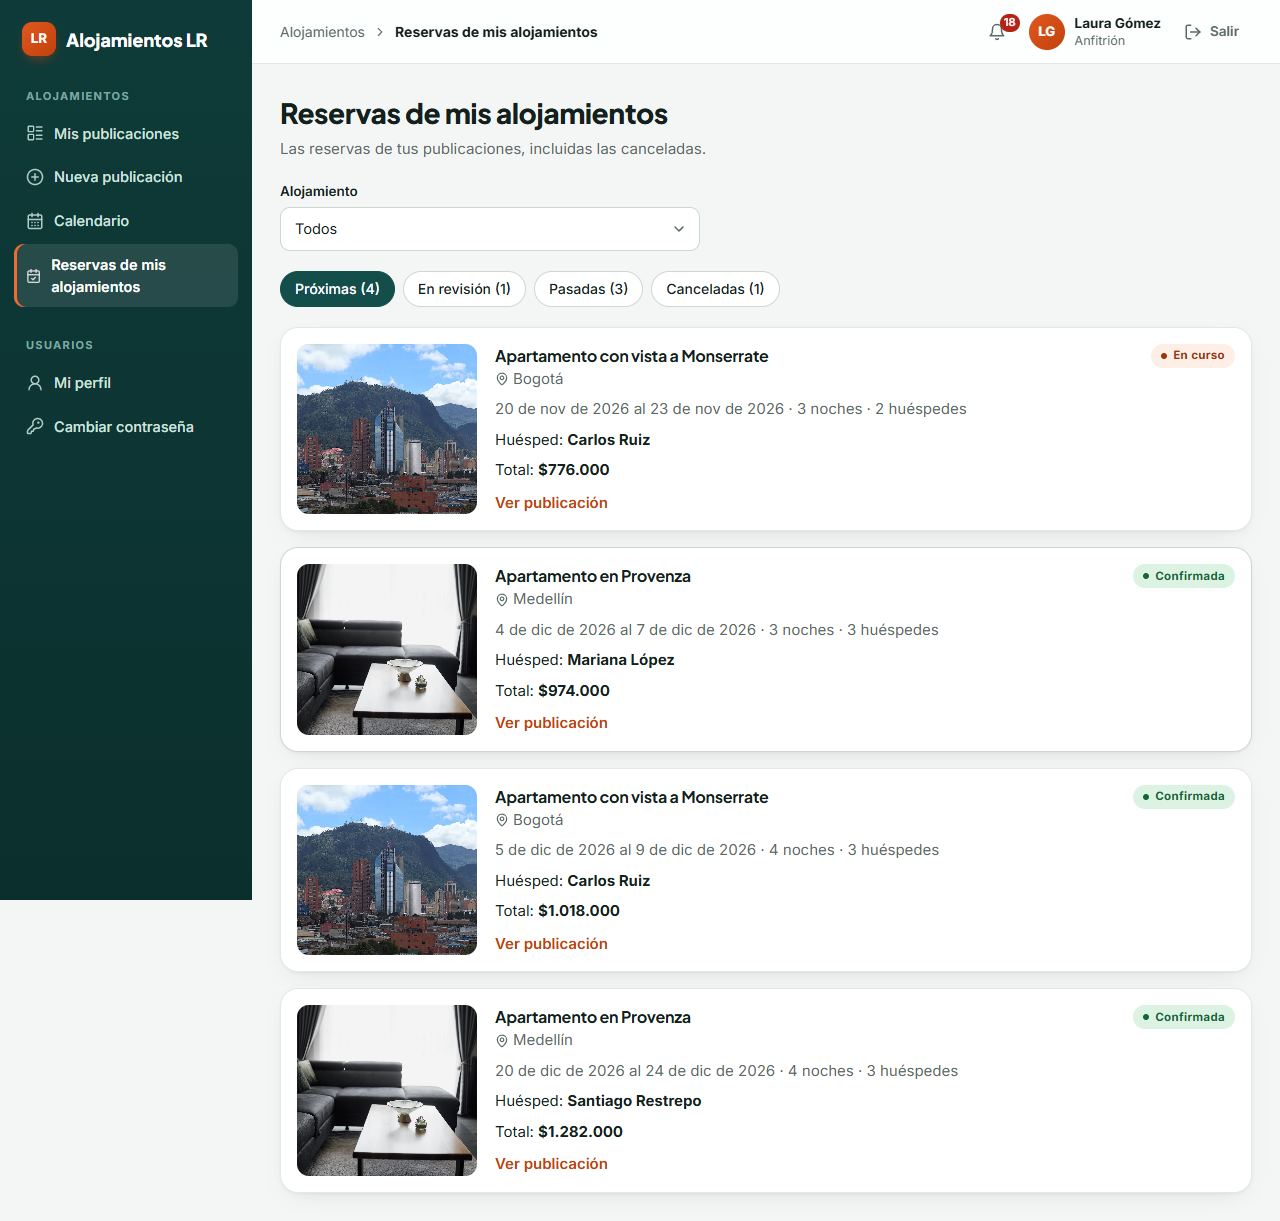 LR Alojamientos LR
ALOJAMIENTOS
Mis publicaciones
Nueva publicación
Calendario
Reservas de mis
alojamientos
USUARIOS
Mi perfil
Cambiar contraseña
Alojamientos > Reservas de mis alojamientos
18
LG
Laura Gómez
Anfitrión
Salir
Reservas de mis alojamientos
Las reservas de tus publicaciones, incluidas las canceladas.
Alojamiento
Todos
Próximas (4) En revisión (1) Pasadas (3) Canceladas (1)
Apartamento con vista a Monserrate
En curso
Bogotá
20 de nov de 2026 al 23 de nov de 2026 · 3 noches · 2 huéspedes
Huésped: Carlos Ruiz
Total: $776.000
Ver publicación
Apartamento en Provenza
Confirmada
Medellín
4 de dic de 2026 al 7 de dic de 2026 · 3 noches · 3 huéspedes
Huésped: Mariana López
Total: $974.000
Ver publicación
Apartamento con vista a Monserrate
Confirmada
Bogotá
5 de dic de 2026 al 9 de dic de 2026 · 4 noches · 3 huéspedes
Huésped: Carlos Ruiz
Total: $1.018.000
Ver publicación
Apartamento en Provenza
Confirmada
Medellín
20 de dic de 2026 al 24 de dic de 2026 · 4 noches · 3 huéspedes
Huésped: Santiago Restrepo
Total: $1.282.000
Ver publicación